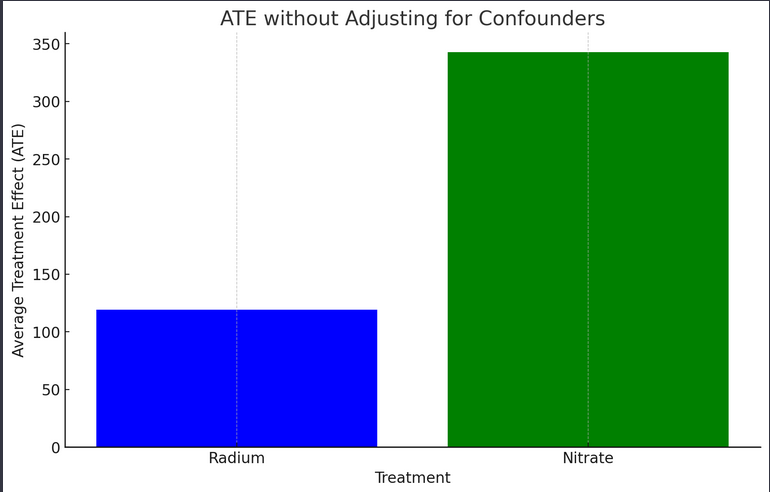 ATE without Adjusting for Confounders
350
300
250
200
150
100
50
0
Average Treatment Effect (ATE)
Radium
Nitrate
Treatment